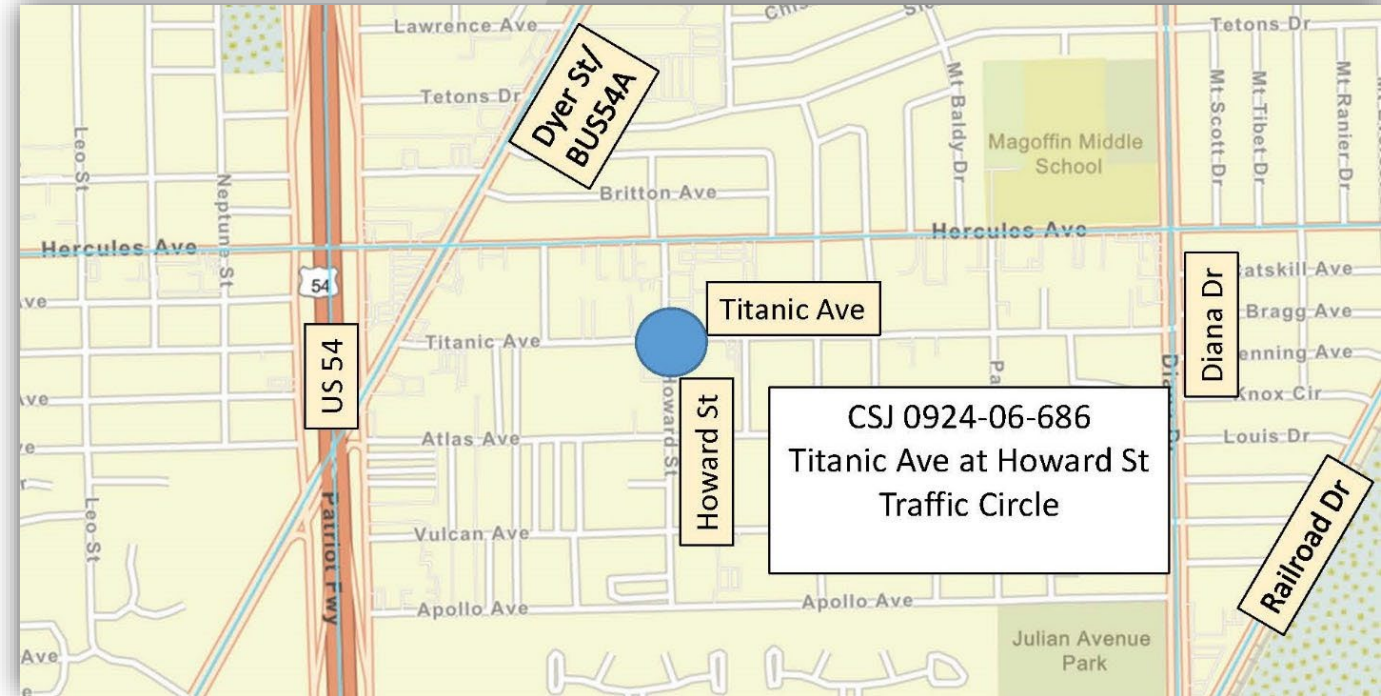 Lawrence Ave
Tetons Dr
Tetons Dr
Dyer St/
BUS54A
Mt Baldy Dr
Mt Scott Dr
Mt Tibet Dr
Mt Ranier Dr
Magoffin Middle
School
Leo St
Neptune St
Britton Ave
Hercules Ave
Hercules Ave
54
US 54
Titanic Ave
Titanic Ave
Diana Dr
Bragg Ave
Knox Cir
Louis Dr
Atlas Ave
Howard St
Howard St
CSJ 0924-06-686
Titanic Ave at Howard St
Traffic Circle
Leo St
Patriot Fwy
Vulcan Ave
Railroad Dr
Apollo Ave
Apollo Ave
Julian Avenue
Park
Ave